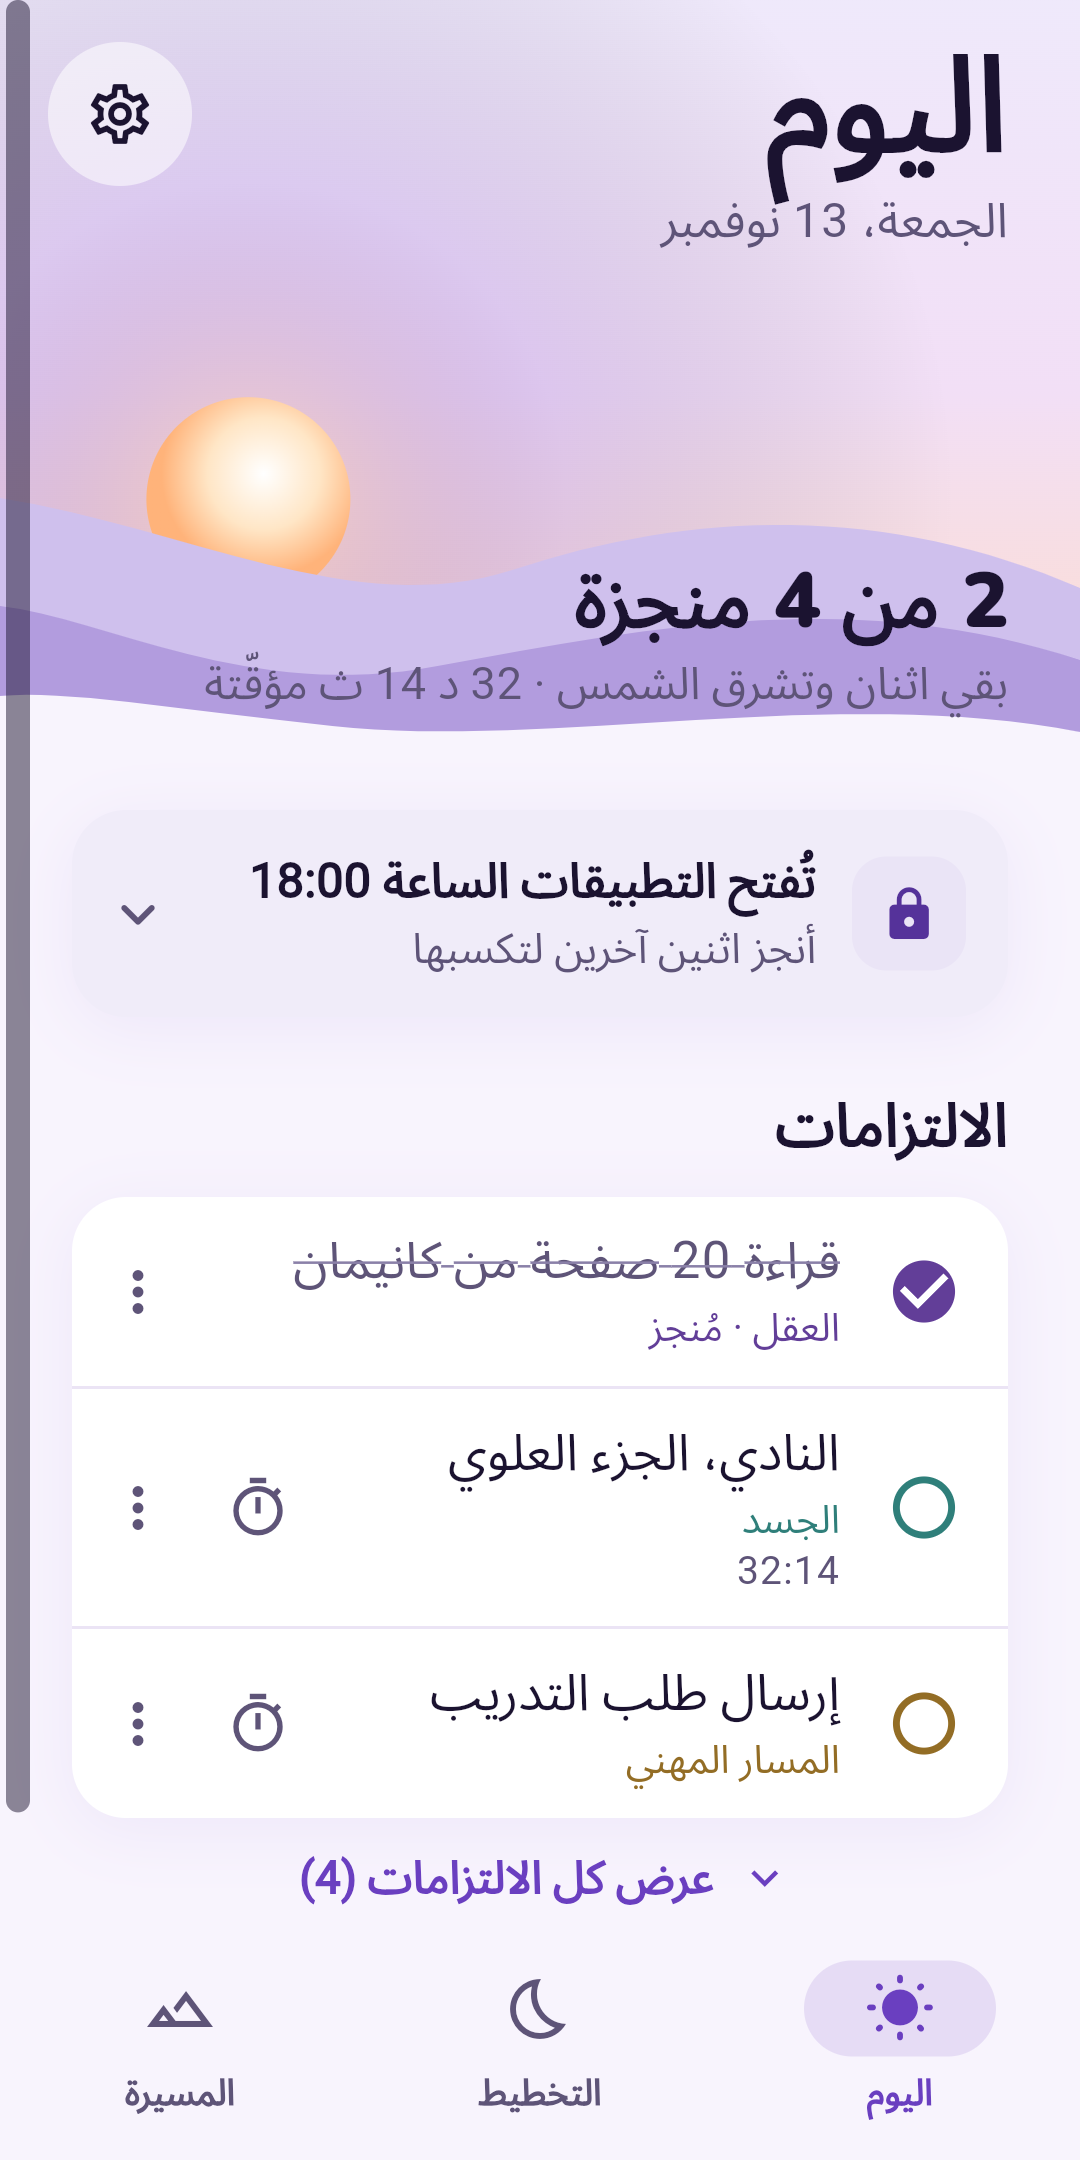 اليوم
الجمعة، 13 نوفمبر
2 من 4 منجزة
بقي اثنان وتشرق الشمس · 32 د 14 ث مؤقّتة
تُفتح التطبيقات الساعة 18:00
أنجز اثنين آخرين لتكسبها
الالتزامات
قراءة 20 صفحة من كانيمان
العقل · مُنجز
النادي، الجزء العلوي
الجسد
32:14
إرسال طلب التدريب
المسار المهني
عرض كل الالتزامات (4)
اليوم
التخطيط
المسيرة